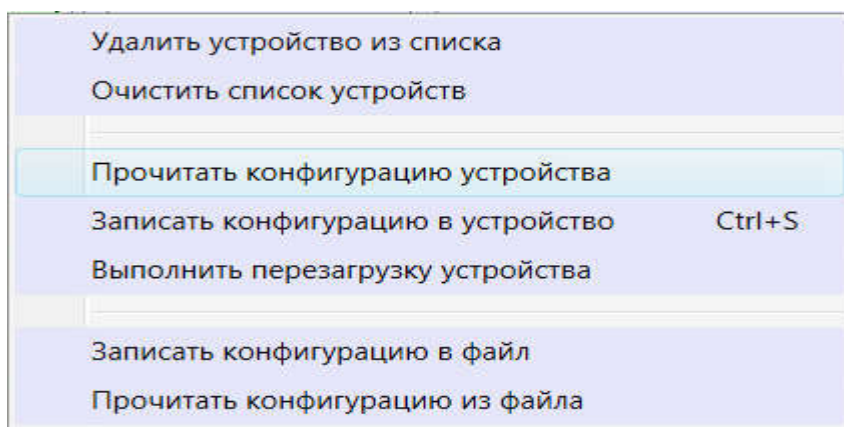 Удалить устройство из списка
Очистить список устройств
Прочитать конфигурацию устройства
Записать конфигурацию в устройство Ctrl+S
Выполнить перезагрузку устройства
Записать конфигурацию в файл
Прочитать конфигурацию из файла